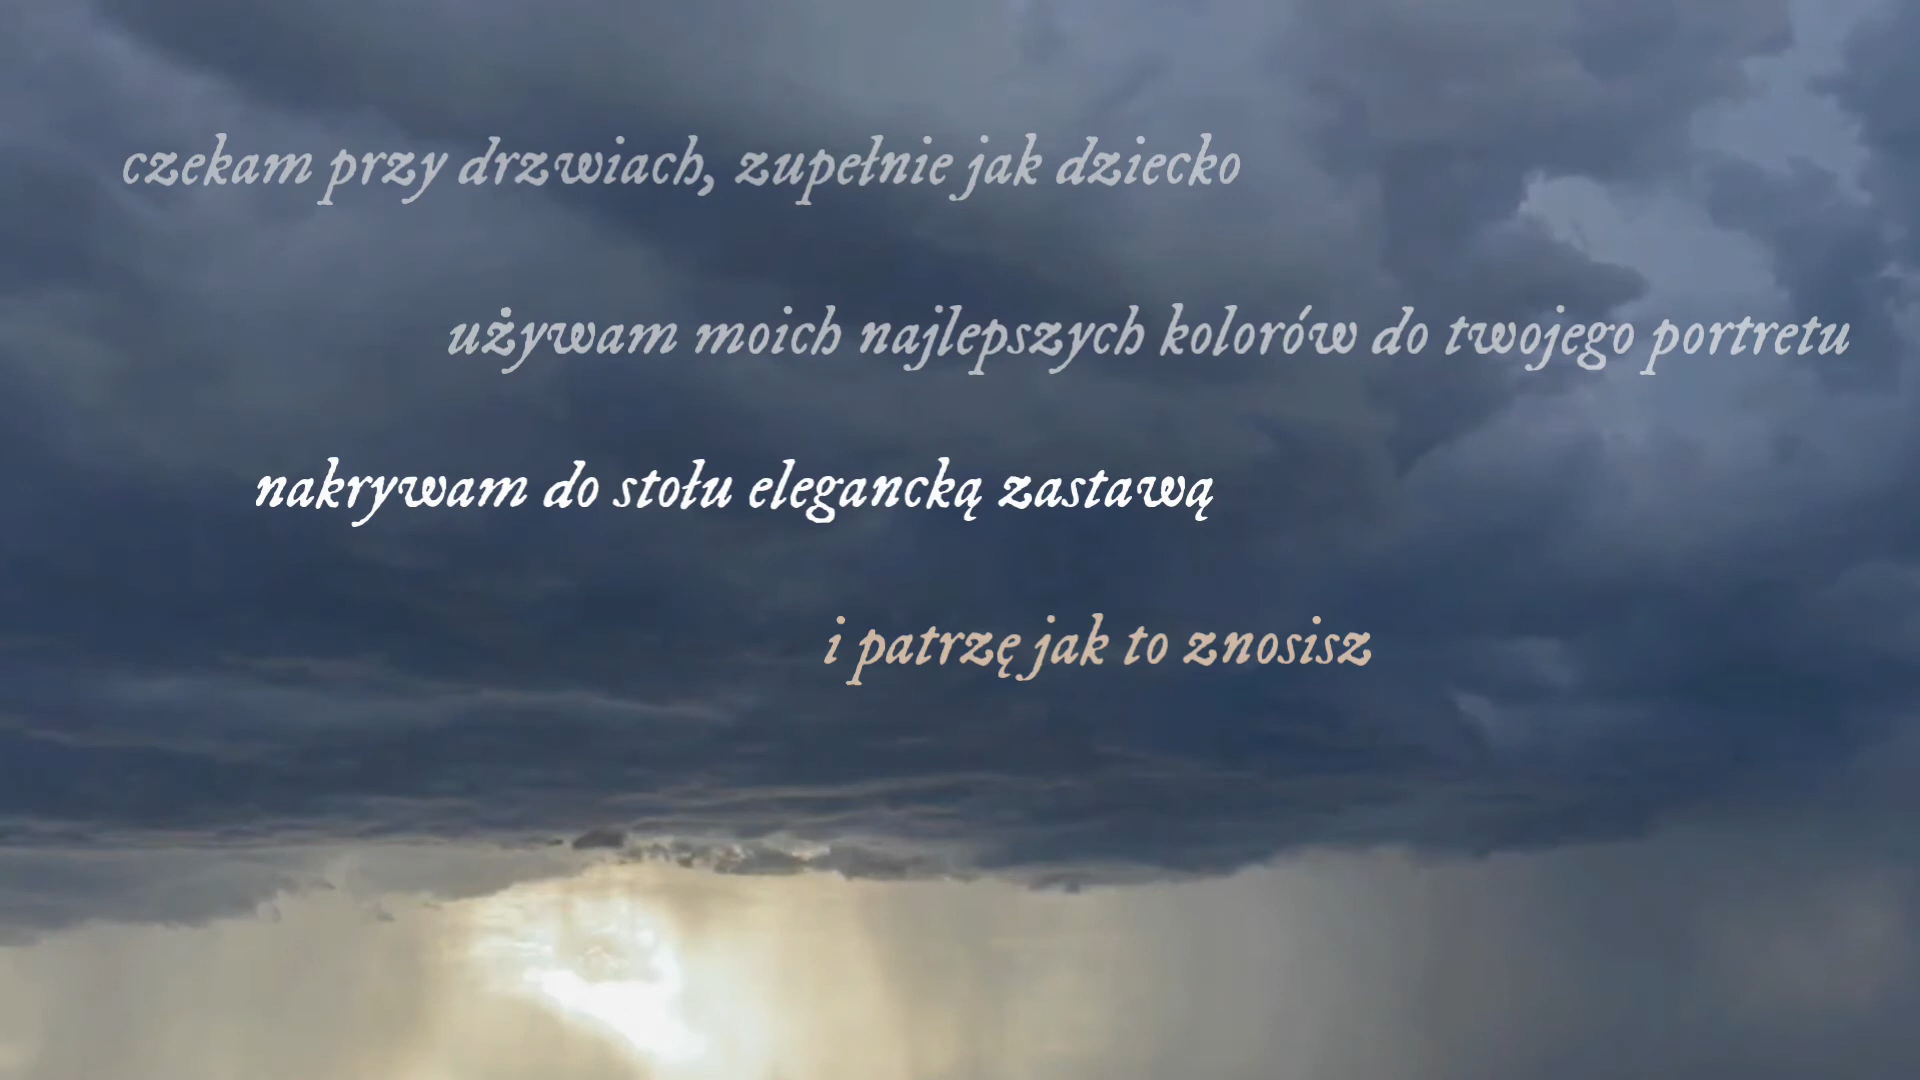 czekam przy drzwiach, zupełnie jak dziecko
używam moich najlepszych kolorów do twojego portretu
nakrywam do stołu elegancką zastawą
i patrzę jak to znosisz